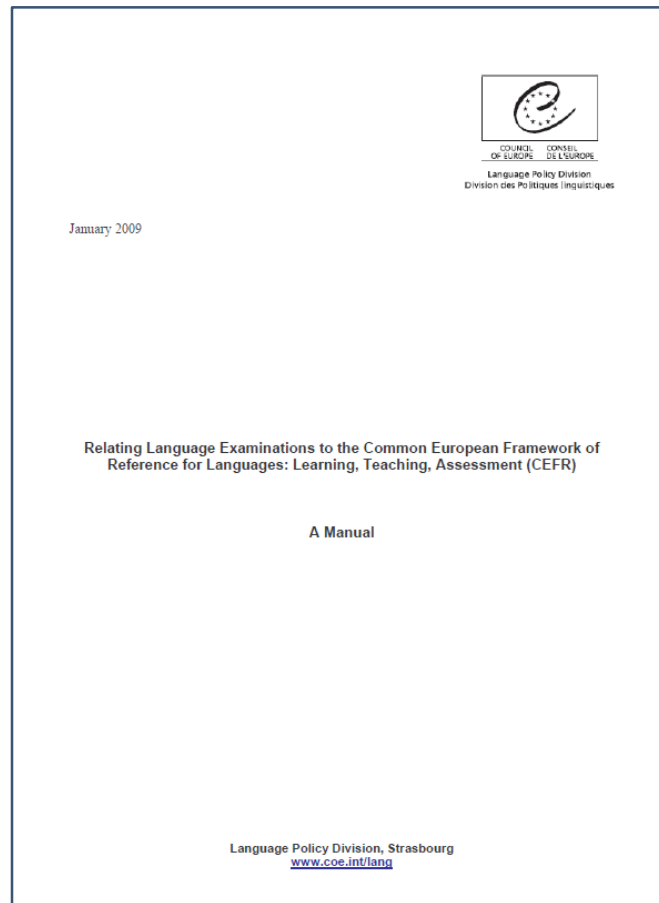 COUNCIL CONSEIL
OF EUROPE DE L'EUROPE
Language Policy Division
Division des Politiques linguistiques
January 2009
Relating Language Examinations to the Common European Framework of
Reference for Languages: Learning, Teaching, Assessment (CEFR)
A Manual
Language Policy Division, Strasbourg
www.coe.int/lang